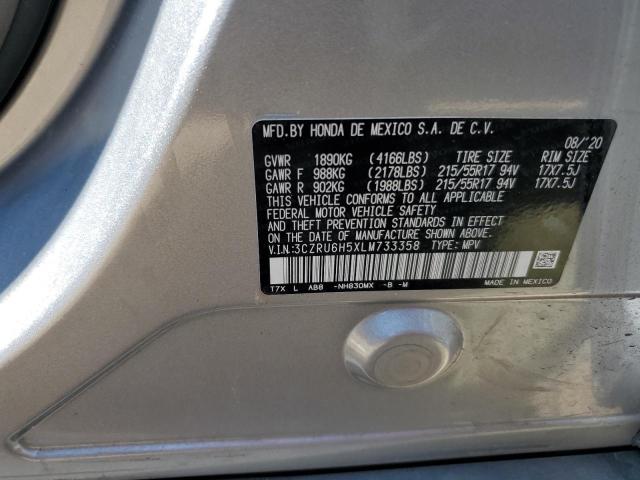 MFD.BY HONDA DE MEXICO S.A. DE C.V.
08/'20
GVWR 1890KG (4166LBS) TIRE SIZE RIM SIZE
GAWR F 988KG (2178LBS) 215/55R17 94V 17X7.5J
GAWR R 902KG (1988LBS) 215/55R17 94V 17X7.5J
THIS VEHICLE CONFORMS TO ALL APPLICABLE
FEDERAL MOTOR VEHICLE SAFETY
AND THEFT PREVENTION STANDARDS IN EFFECT
ON THE DATE OF MANUFACTURE SHOWN ABOVE.
V.I.N:3CZRU6H5XLM733358 TYPE: MPV
T7X L AB8 -NH830MX -B -M MADE IN MEXICO